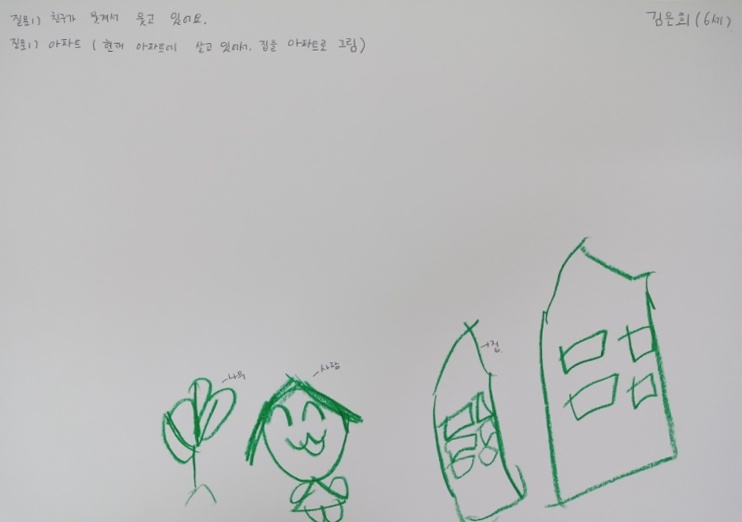 김은희 (6세)
질문1) 친구가 웃겨서 웃고 있어요.
질문1) 아파트 (현재 아파트에 살고 있어서, 집을 아파트로 그림)
나무
사람
집